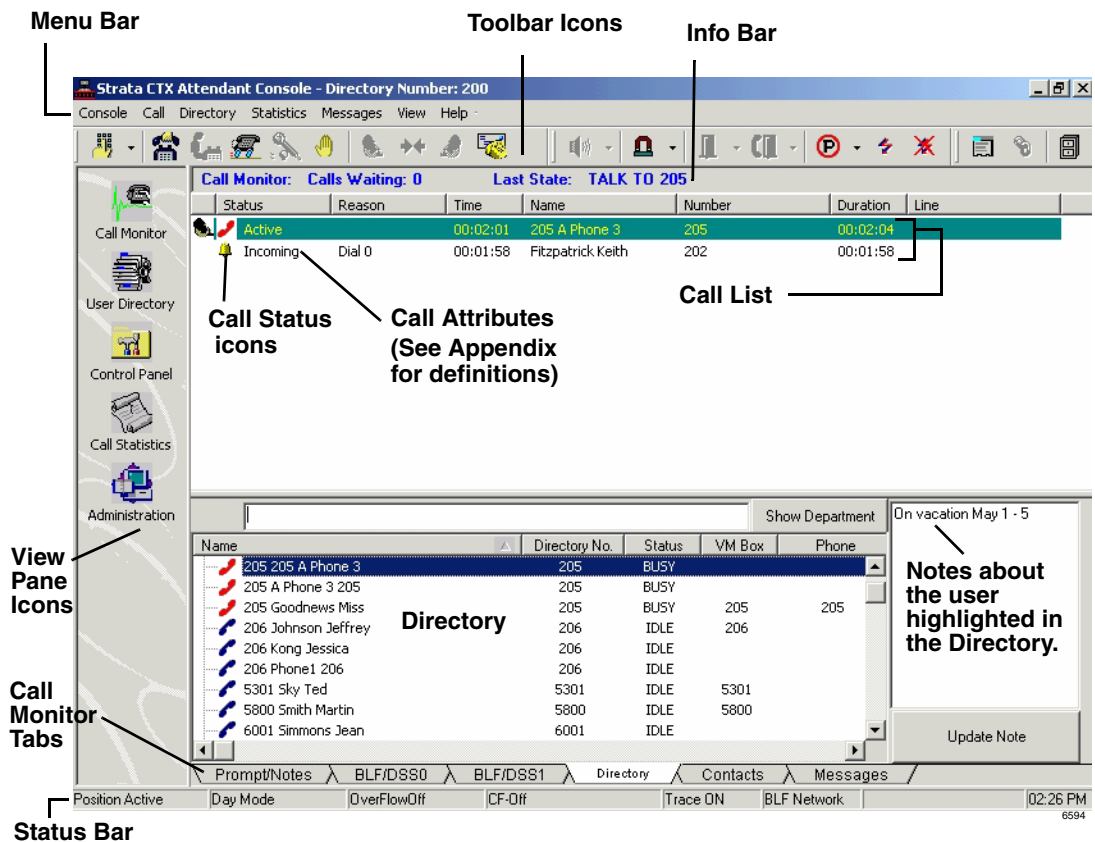 Menu Bar
Toolbar Icons
Info Bar
Strata CTX Attendant Console - Directory Number: 200
Console Call Directory Statistics Messages View Help
Call Monitor: Calls Waiting: 0 Last State: TALK TO 205
Status Reason Time Name Number Duration Line
Active 00:02:01 205 A Phone 3 205 00:02:04
Incoming Dial 0 00:01:58 Fitzpatrick Keith 202 00:01:58
Call Monitor
User Directory
Control Panel
Call Statistics
Administration
Call Status
icons
Call Attributes
(See Appendix
for definitions)
Call List
Show Department
On vacation May 1 - 5
Name Directory No. Status VM Box Phone
205 205 A Phone 3 205 BUSY
205 A Phone 3 205 205 BUSY
205 Goodnews Miss 205 BUSY 205 205
206 Johnson Jeffrey 206 IDLE 206
206 Kong Jessica 206 IDLE
206 Phone1 206 206 IDLE
5301 Sky Ted 5301 IDLE 5301
5800 Smith Martin 5800 IDLE 5800
6001 Simmons Jean 6001 IDLE
Directory
Notes about
the user
highlighted in
the Directory.
Update Note
View
Pane
Icons
Call
Monitor
Tabs
Prompt/Notes BLF/DSS0 BLF/DSS1 Directory Contacts Messages
Position Active Day Mode OverFlowOff CF-Off Trace ON BLF Network 02:26 PM
6594
Status Bar